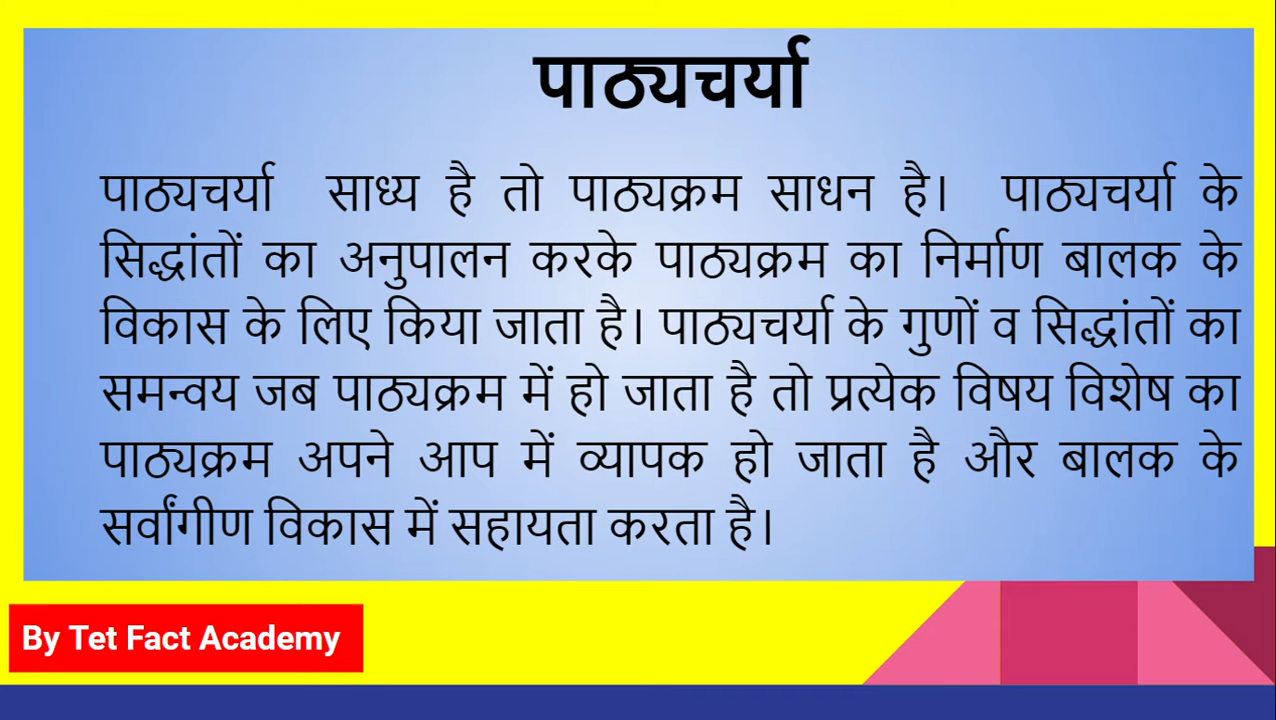 पाठ्यचर्या
पाठ्यचर्या साध्य है तो पाठ्यक्रम साधन है। पाठ्यचर्या के
सिद्धांतों का अनुपालन करके पाठ्यक्रम का निर्माण बालक के
विकास के लिए किया जाता है। पाठ्यचर्या के गुणों व सिद्धांतों का
समन्वय जब पाठ्यक्रम में हो जाता है तो प्रत्येक विषय विशेष का
पाठ्यक्रम अपने आप में व्यापक हो जाता है और बालक के
सर्वांगीण विकास में सहायता करता है।
By Tet Fact Academy